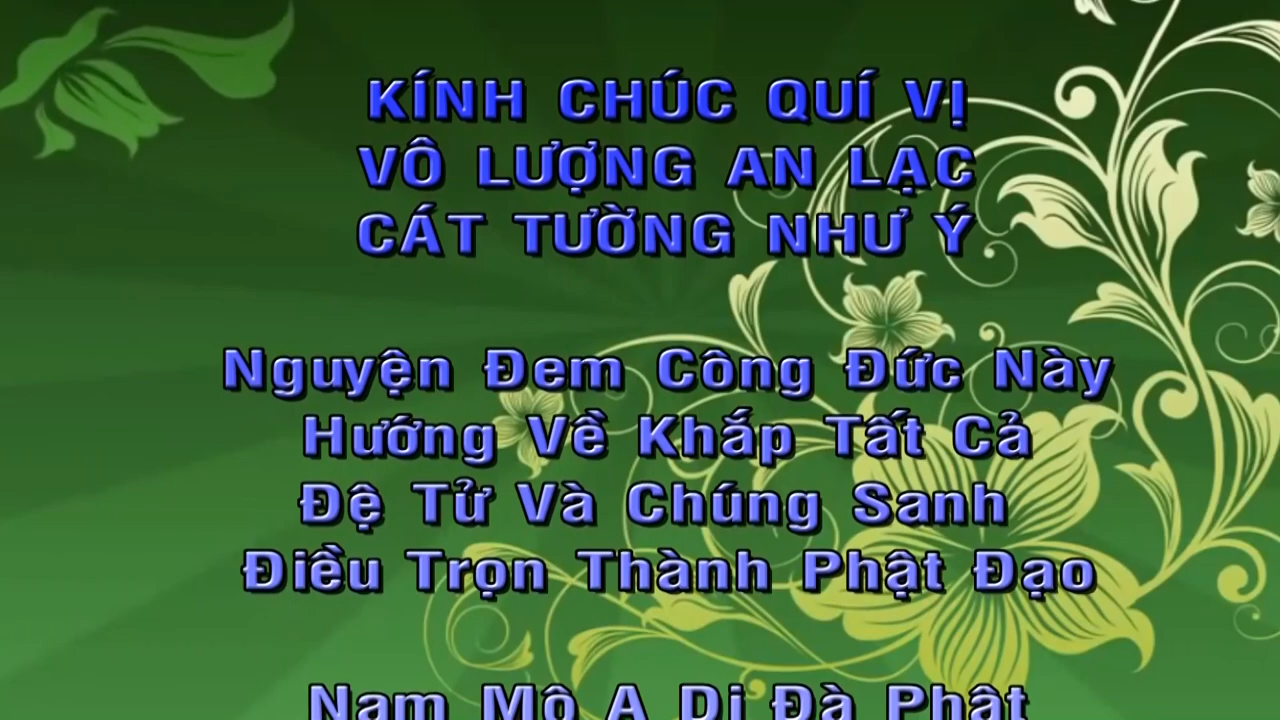 KÍNH CHÚC QUÍ VỊ
VÔ LƯỢNG AN LẠC
CÁT TƯỜNG NHƯ Ý
Nguyện Đem Công Đức Này
Hướng Về Khắp Tất Cả
Đệ Tử Và Chúng Sanh
Điều Trọn Thành Phật Đạo
Nam Mô A Di Đà Phật